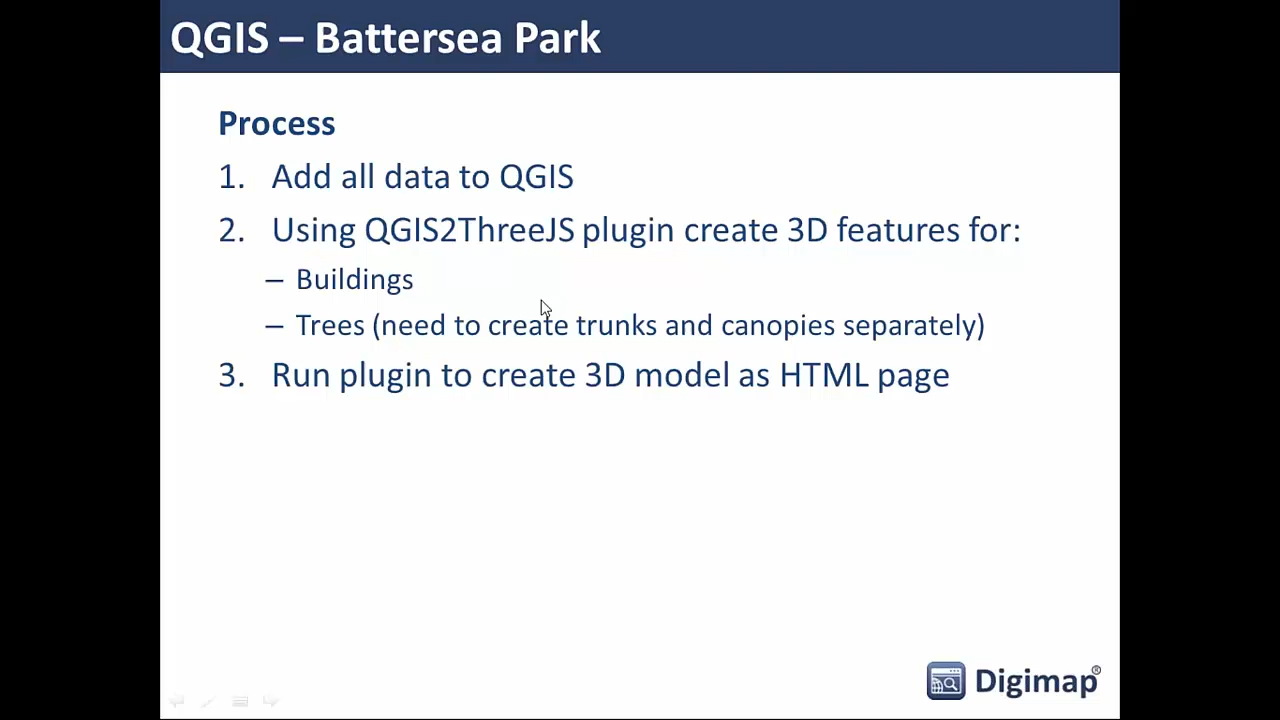 QGIS – Battersea Park
Process
1. Add all data to QGIS
2. Using QGIS2ThreeJS plugin create 3D features for:
– Buildings
– Trees (need to create trunks and canopies separately)
3. Run plugin to create 3D model as HTML page
Digimap®